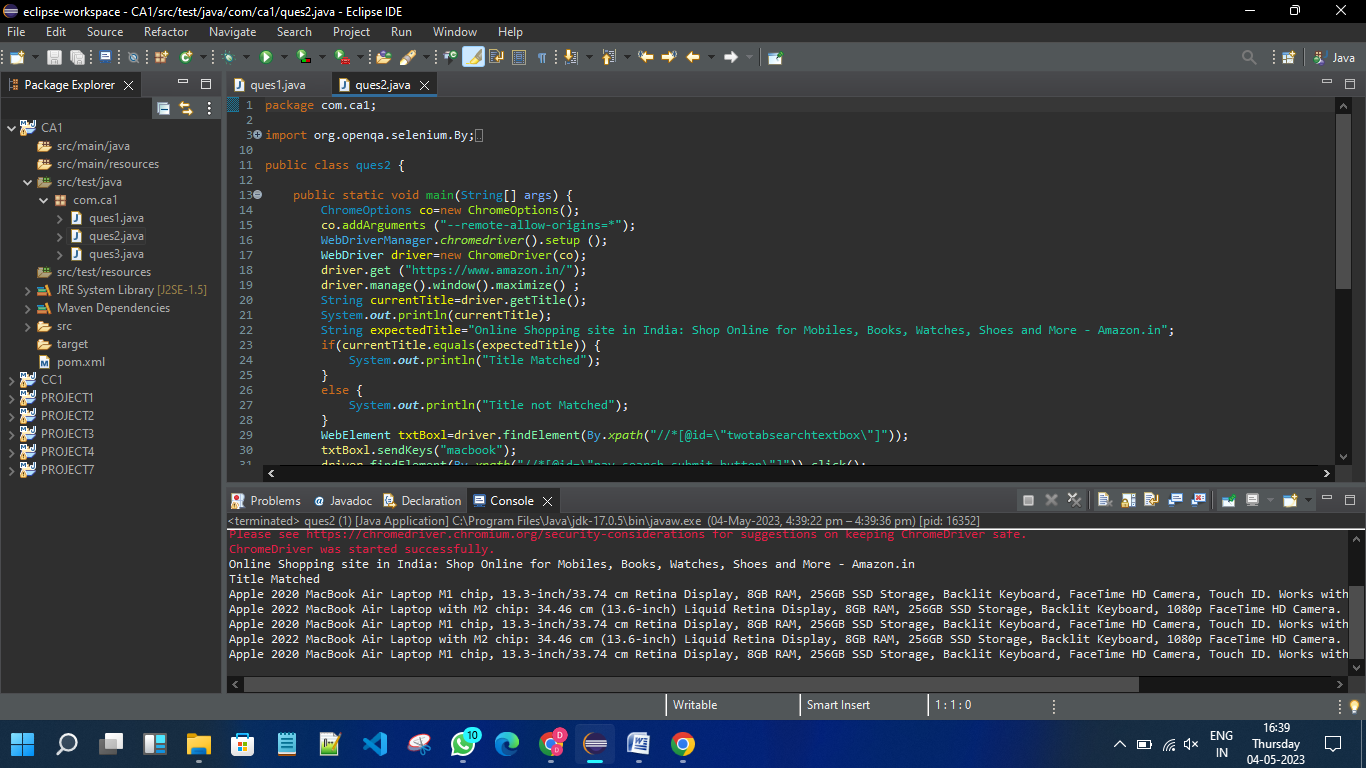 eclipse-workspace - CA1/src/test/java/com/ca1/ques2.java - Eclipse IDE
File Edit Source Refactor Navigate Search Project Run Window Help
Java
Package Explorer
CA1
src/main/java
src/main/resources
src/test/java
com.ca1
ques1.java
ques2.java
ques3.java
src/test/resources
JRE System Library [J2SE-1.5]
Maven Dependencies
src
target
pom.xml
CC1
PROJECT1
PROJECT2
PROJECT3
PROJECT4
PROJECT7
ques1.java ques2.java
1 package com.ca1;
2
3 import org.openqa.selenium.By;
10
11 public class ques2 {
12
13 public static void main(String[] args) {
14 ChromeOptions co=new ChromeOptions();
15 co.addArguments ("--remote-allow-origins=*");
16 WebDriverManager.chromedriver().setup ();
17 WebDriver driver=new ChromeDriver(co);
18 driver.get ("https://www.amazon.in/");
19 driver.manage().window().maximize() ;
20 String currentTitle=driver.getTitle();
21 System.out.println(currentTitle);
22 String expectedTitle="Online Shopping site in India: Shop Online for Mobiles, Books, Watches, Shoes and More - Amazon.in";
23 if(currentTitle.equals(expectedTitle)) {
24 System.out.println("Title Matched");
25 }
26 else {
27 System.out.println("Title not Matched");
28 }
29 WebElement txtBoxl=driver.findElement(By.xpath("//*[@id=\"twotabsearchtextbox\"]"));
30 txtBoxl.sendKeys("macbook");
31 driver.findElement(By.xpath("//*[@id=\"nav-search-submit-button\"]")).click();
Problems Javadoc Declaration Console
<terminated> ques2 (1) [Java Application] C:\Program Files\Java\jdk-17.0.5\bin\javaw.exe (04-May-2023, 4:39:22 pm – 4:39:36 pm) [pid: 16352]
Please see https://chromedriver.chromium.org/security-considerations for suggestions on keeping ChromeDriver safe.
ChromeDriver was started successfully.
Online Shopping site in India: Shop Online for Mobiles, Books, Watches, Shoes and More - Amazon.in
Title Matched
Apple 2020 MacBook Air Laptop M1 chip, 13.3-inch/33.74 cm Retina Display, 8GB RAM, 256GB SSD Storage, Backlit Keyboard, FaceTime HD Camera, Touch ID. Works with
Apple 2022 MacBook Air Laptop with M2 chip: 34.46 cm (13.6-inch) Liquid Retina Display, 8GB RAM, 256GB SSD Storage, Backlit Keyboard, 1080p FaceTime HD Camera.
Apple 2020 MacBook Air Laptop M1 chip, 13.3-inch/33.74 cm Retina Display, 8GB RAM, 256GB SSD Storage, Backlit Keyboard, FaceTime HD Camera, Touch ID. Works with
Apple 2022 MacBook Air Laptop with M2 chip: 34.46 cm (13.6-inch) Liquid Retina Display, 8GB RAM, 256GB SSD Storage, Backlit Keyboard, 1080p FaceTime HD Camera.
Apple 2020 MacBook Air Laptop M1 chip, 13.3-inch/33.74 cm Retina Display, 8GB RAM, 256GB SSD Storage, Backlit Keyboard, FaceTime HD Camera, Touch ID. Works with
Writable Smart Insert 1 : 1 : 0
10
D
D
ENG
IN
16:39
Thursday
04-05-2023